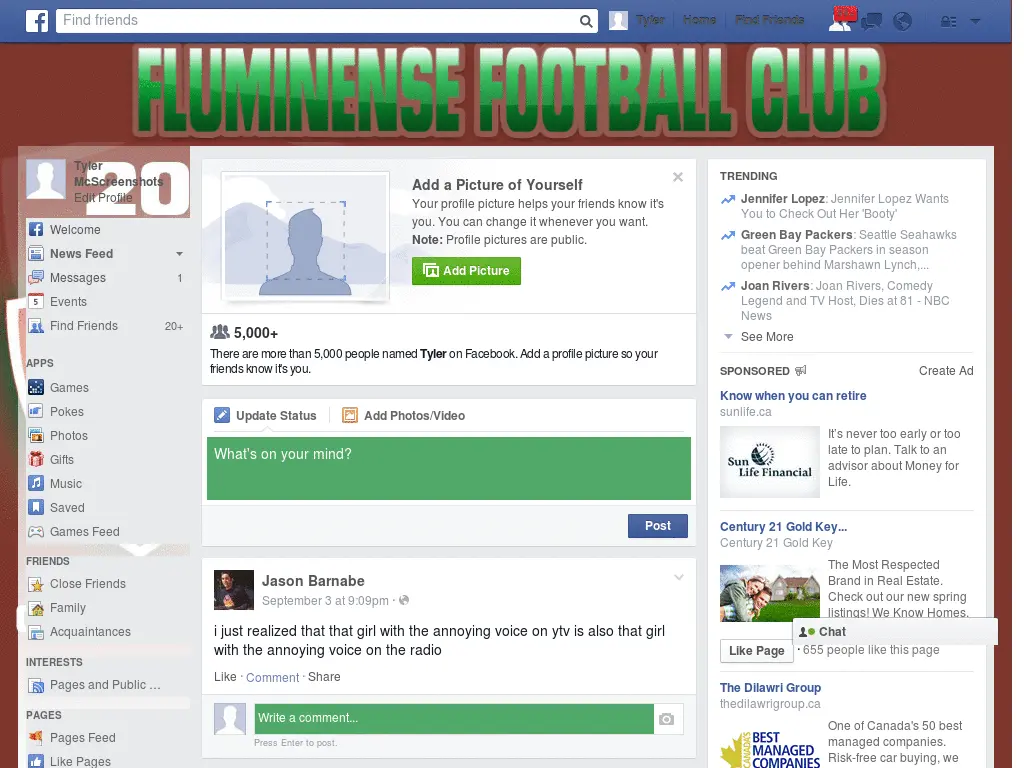 Find friends
Tyler
Home
Find Friends
FLUMINENSE FOOTBALL CLUB
20
Tyler
McScreenshots
Edit Profile
Welcome
News Feed
Messages 1
5 Events
Find Friends 20+
APPS
Games
Pokes
Photos
Gifts
Music
Saved
Games Feed
FRIENDS
Close Friends
Family
Acquaintances
INTERESTS
Pages and Public ...
PAGES
Pages Feed
Like Pages
Add a Picture of Yourself
Your profile picture helps your friends know it's
you. You can change it whenever you want.
Note: Profile pictures are public.
Add Picture
5,000+
There are more than 5,000 people named Tyler on Facebook. Add a profile picture so your
friends know it's you.
Update Status
Add Photos/Video
What's on your mind?
Post
Jason Barnabe
September 3 at 9:09pm ·
i just realized that that girl with the annoying voice on ytv is also that girl
with the annoying voice on the radio
Like · Comment · Share
Write a comment...
Press Enter to post.
TRENDING
Jennifer Lopez: Jennifer Lopez Wants
You to Check Out Her 'Booty'
Green Bay Packers: Seattle Seahawks
beat Green Bay Packers in season
opener behind Marshawn Lynch,...
Joan Rivers: Joan Rivers, Comedy
Legend and TV Host, Dies at 81 - NBC
News
See More
SPONSORED
Create Ad
Know when you can retire
sunlife.ca
Sun
Life Financial
It's never too early or too
late to plan. Talk to an
advisor about Money for
Life.
Century 21 Gold Key...
Century 21 Gold Key
The Most Respected
Brand in Real Estate.
Check out our new spring
listings! We Know Homes.
Chat
Like Page · 655 people like this page
The Dilawri Group
thedilawrigroup.ca
CANADA'S
BEST
MANAGED
COMPANIES
One of Canada's 50 best
managed companies.
Risk-free car buying, we